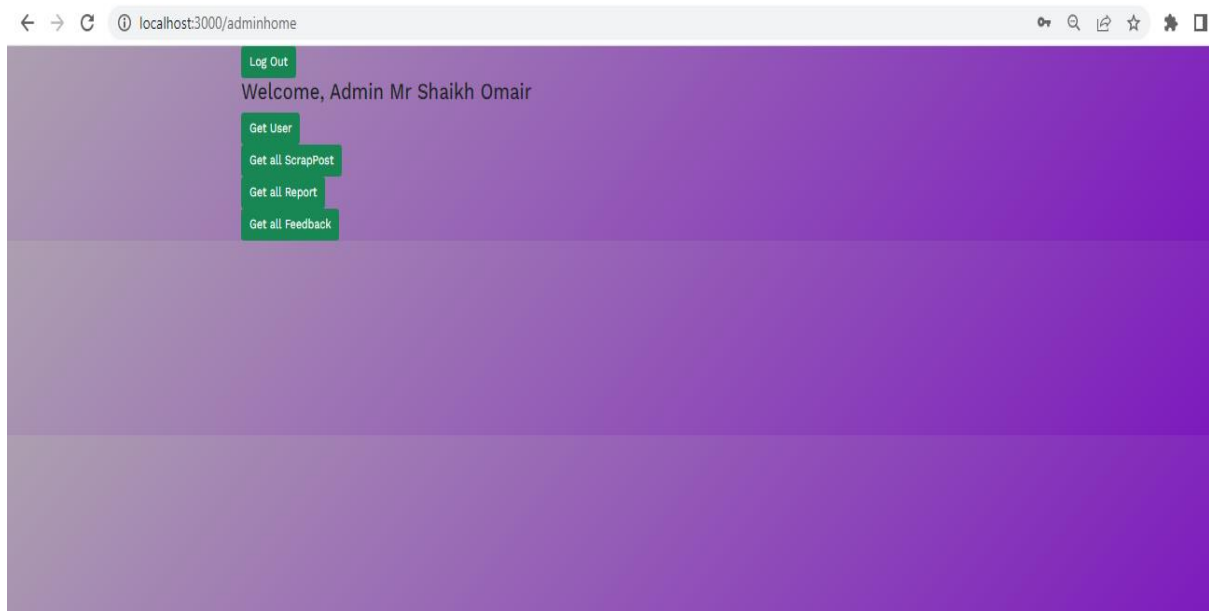 localhost:3000/adminhome
Log Out
Welcome, Admin Mr Shaikh Omair
Get User
Get all ScrapPost
Get all Report
Get all Feedback